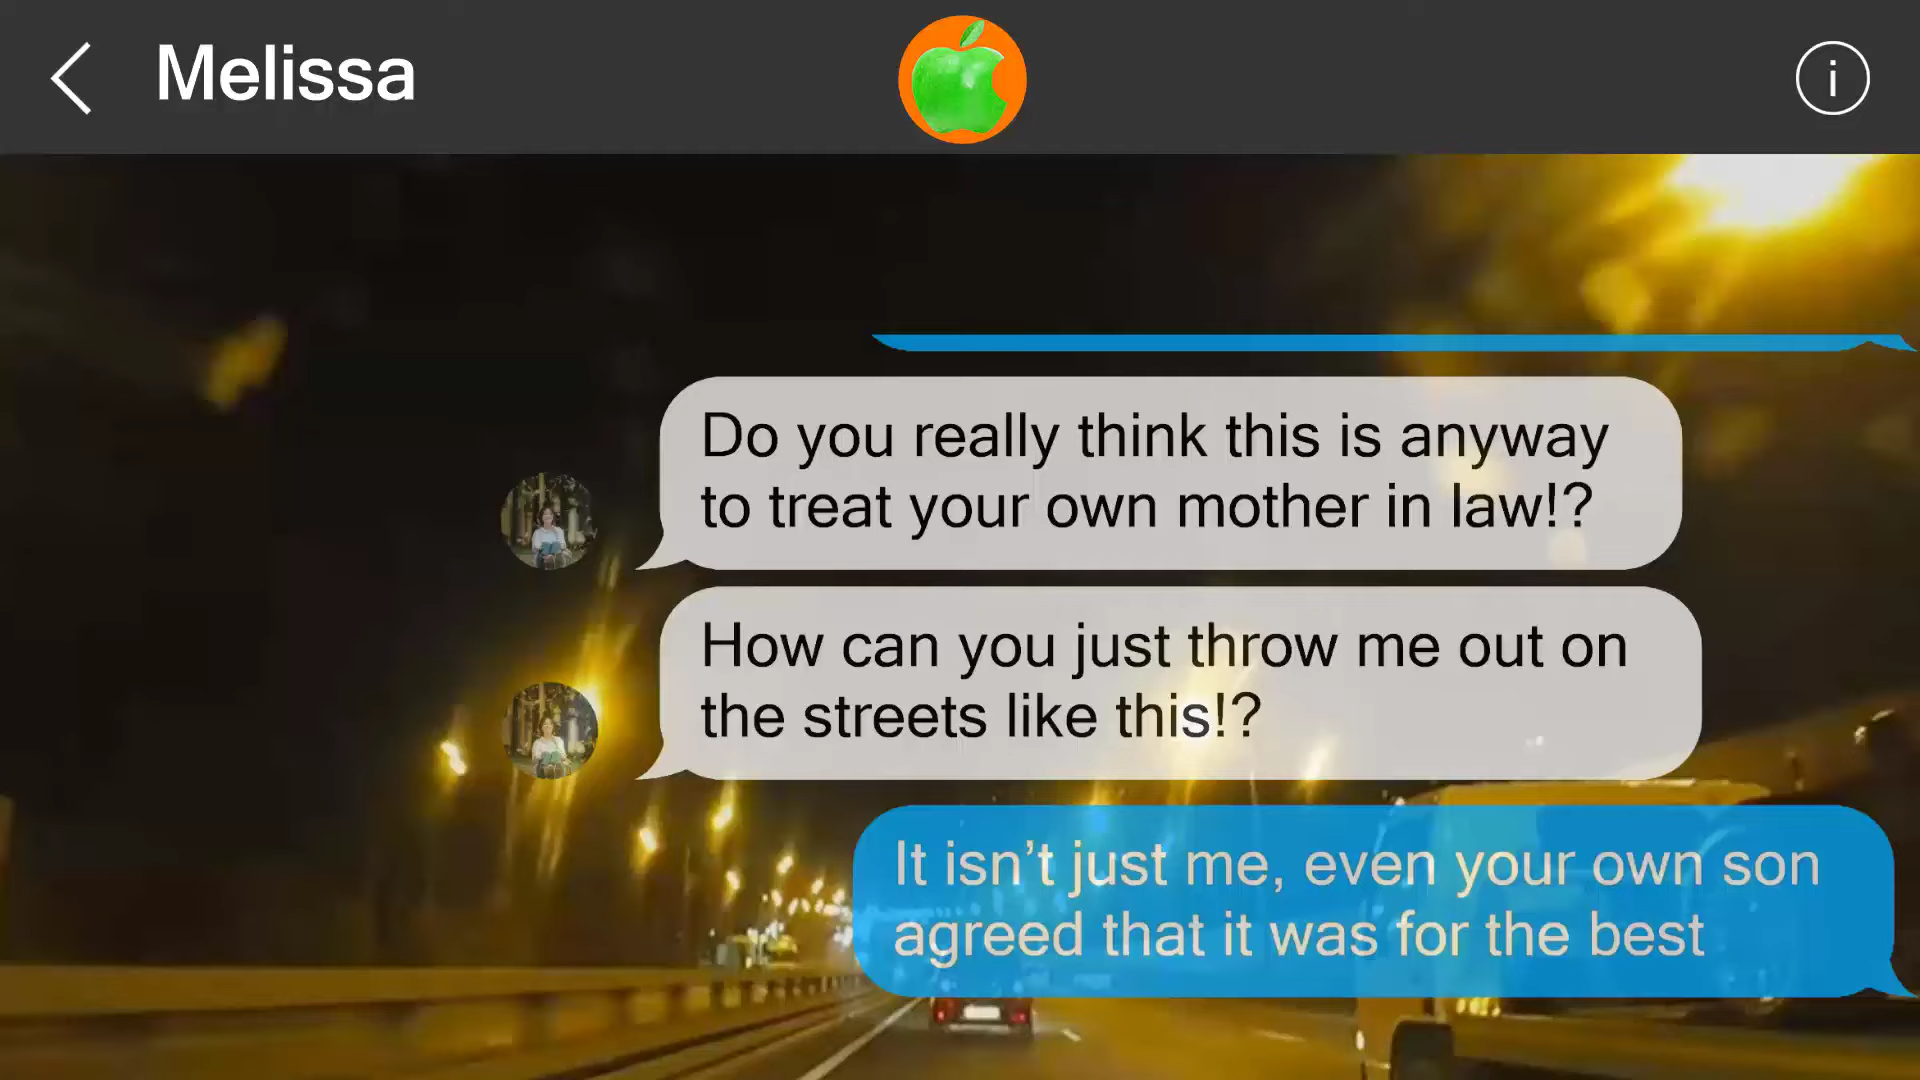 Melissa
i
Do you really think this is anyway
to treat your own mother in law!?
How can you just throw me out on
the streets like this!?
It isn’t just me, even your own son
agreed that it was for the best